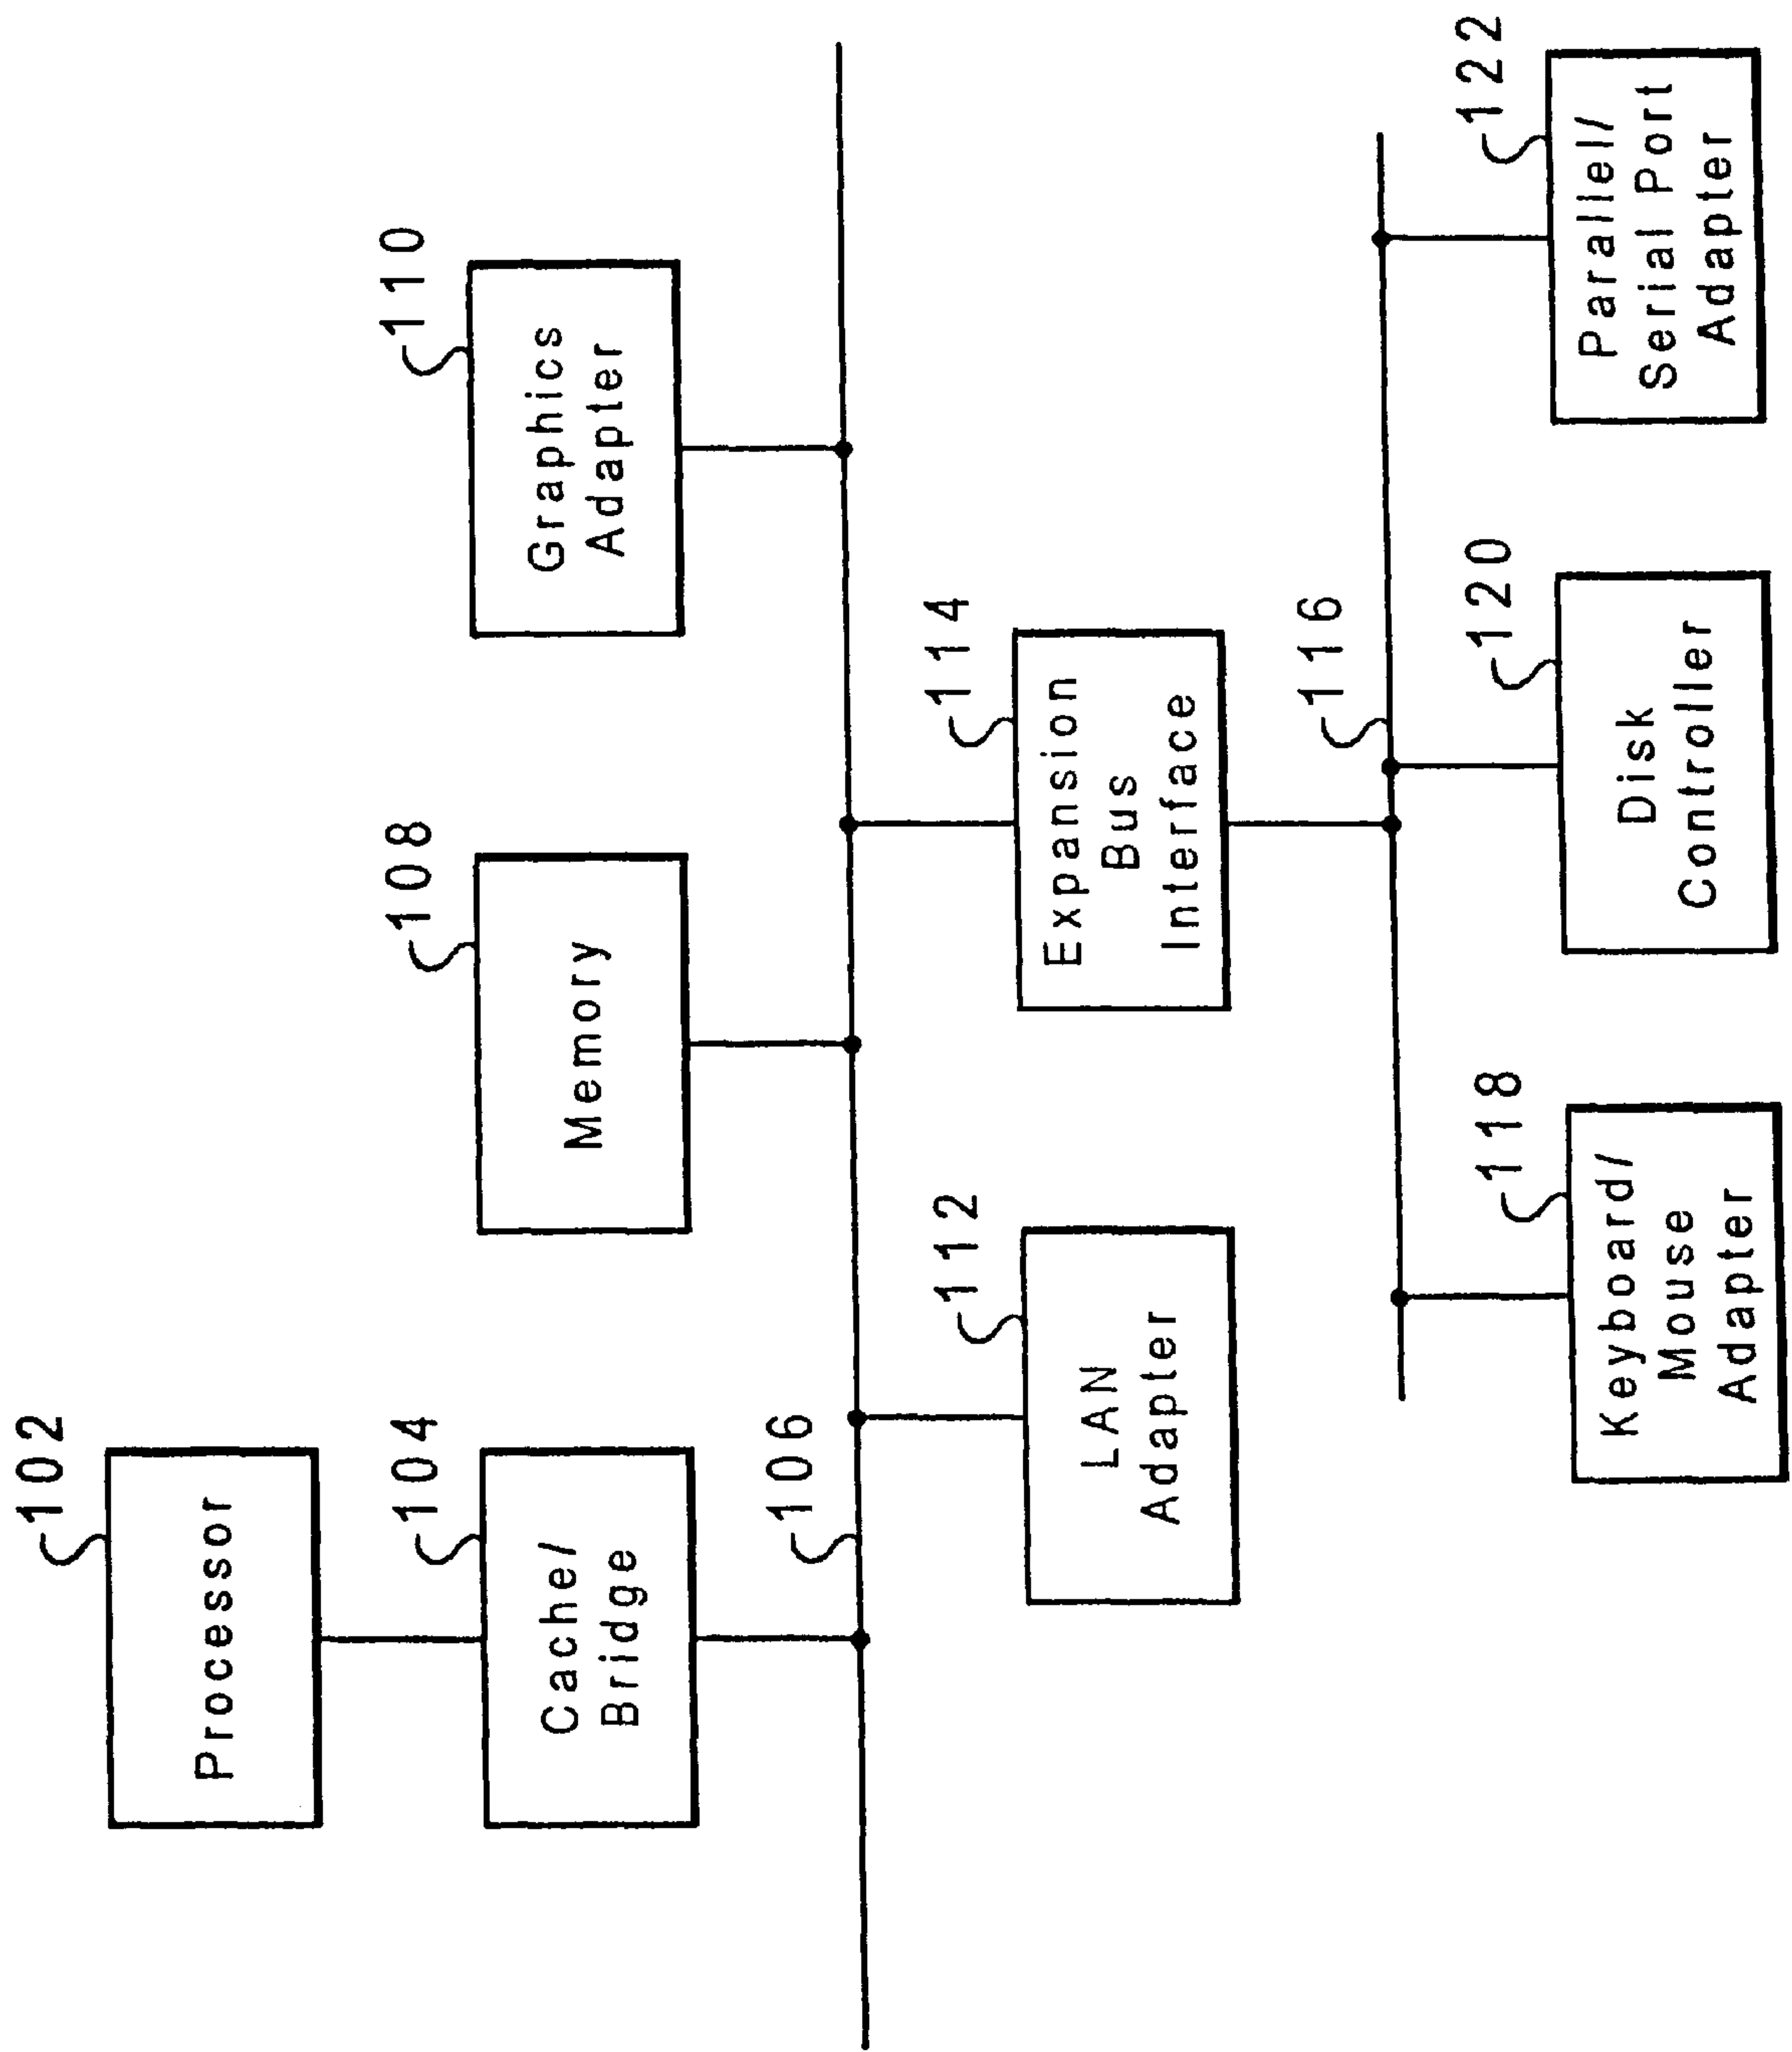 102
Processor
104
Cache/
Bridge
106
108
Memory
110
Graphics
Adapter
112
LAN
Adapter
114
Expansion
Bus
Interface
116
118
Keyboard/
Mouse
Adapter
120
Disk
Controller
122
Parallel/
Serial Port
Adapter